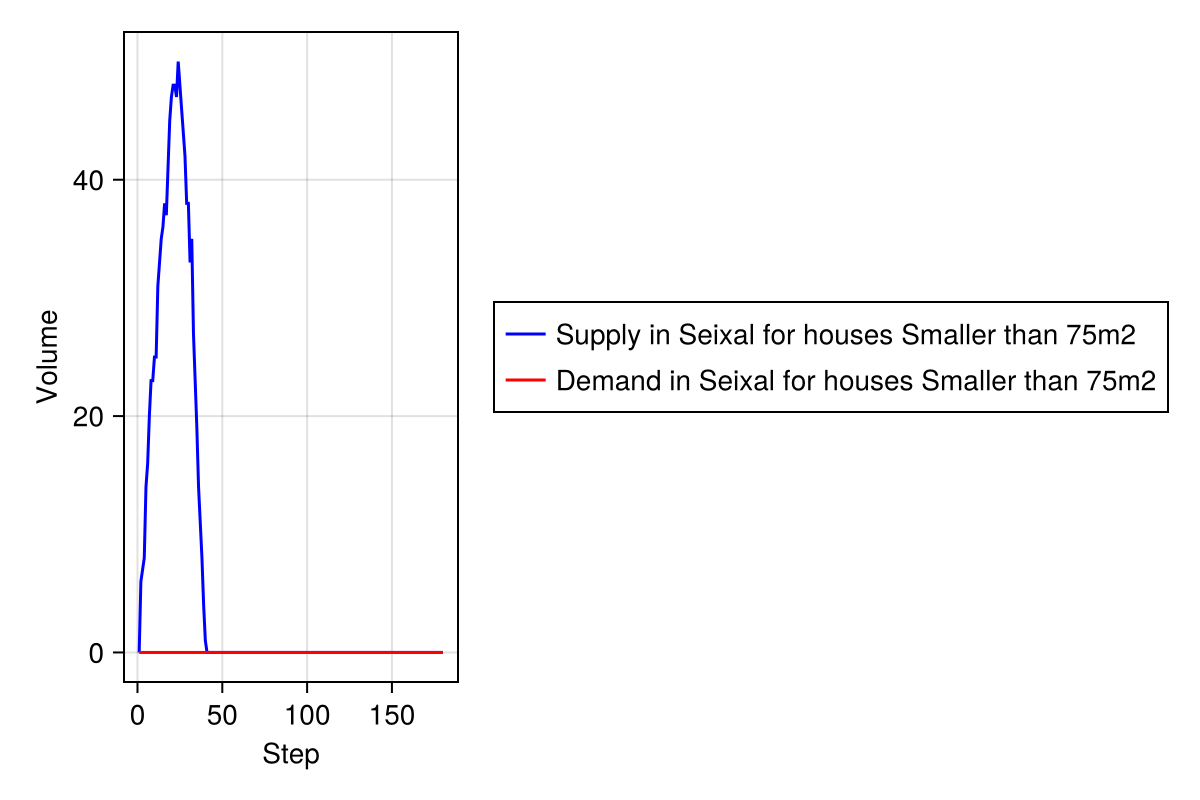 40
20
0
Volume
0 50 100 150
Step
Supply in Seixal for houses Smaller than 75m2
Demand in Seixal for houses Smaller than 75m2